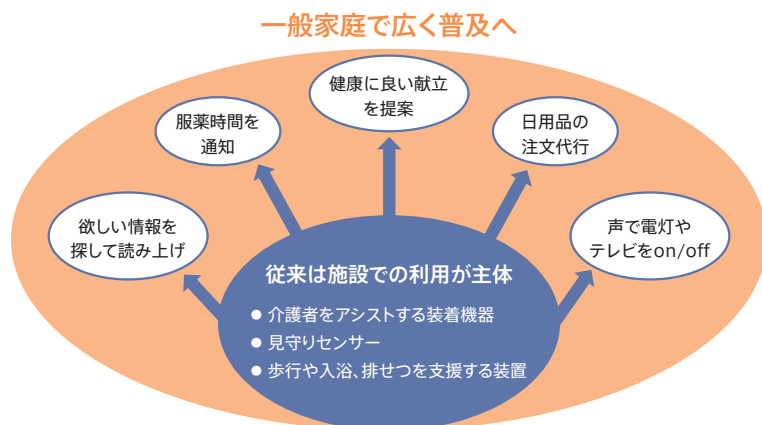 一般家庭で広く普及へ
健康に良い献立
を提案
服薬時間を
通知
日用品の
注文代行
欲しい情報を
探して読み上げ
声で電灯や
テレビをon/off
従来は施設での利用が主体
● 介護者をアシストする装着機器
● 見守りセンサー
● 歩行や入浴、排せつを支援する装置